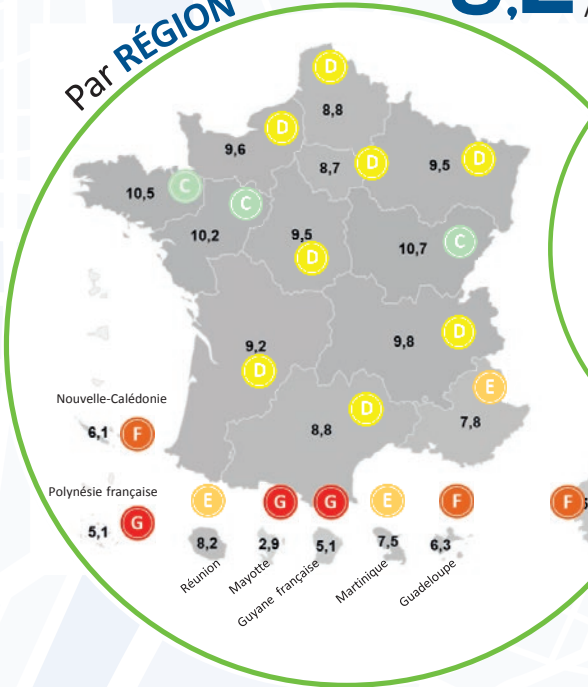 Par RÉGION
D
8,8
D
9,6
8,7
D
9,5
D
10,5
C
C
10,2
9,5
D
10,7
C
9,8
D
9,2
D
E
D
8,8
7,8
Nouvelle-Calédonie
6,1
F
Polynésie française
5,1
G
E
G
G
E
F
F
8,2
2,9
5,1
7,5
6,3
Réunion
Mayotte
Guyane française
Martinique
Guadeloupe